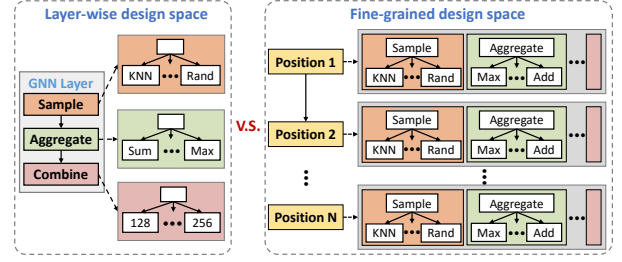 Layer-wise design space
GNN Layer
Sample
Aggregate
Combine
KNN ••• Rand
Sum ••• Max
128 ••• 256
V.S.
Fine-grained design space
Position 1
Sample
KNN ••• Rand
Aggregate
Max ••• Add
•••
Position 2
Sample
KNN ••• Rand
Aggregate
Max ••• Add
•••
Position N
Sample
KNN ••• Rand
Aggregate
Max ••• Add
•••